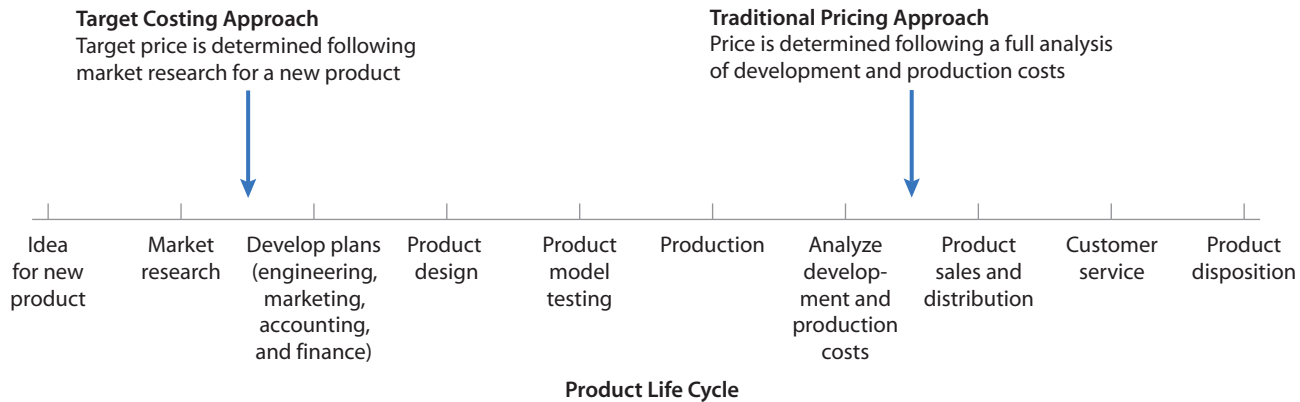 Target Costing Approach
Target price is determined following
market research for a new product
Traditional Pricing Approach
Price is determined following a full analysis
of development and production costs
Idea
for new
product
Market
research
Develop plans
(engineering,
marketing,
accounting,
and finance)
Product
design
Product
model
testing
Production
Analyze
develop-
ment and
production
costs
Product
sales and
distribution
Customer
service
Product
disposition
Product Life Cycle